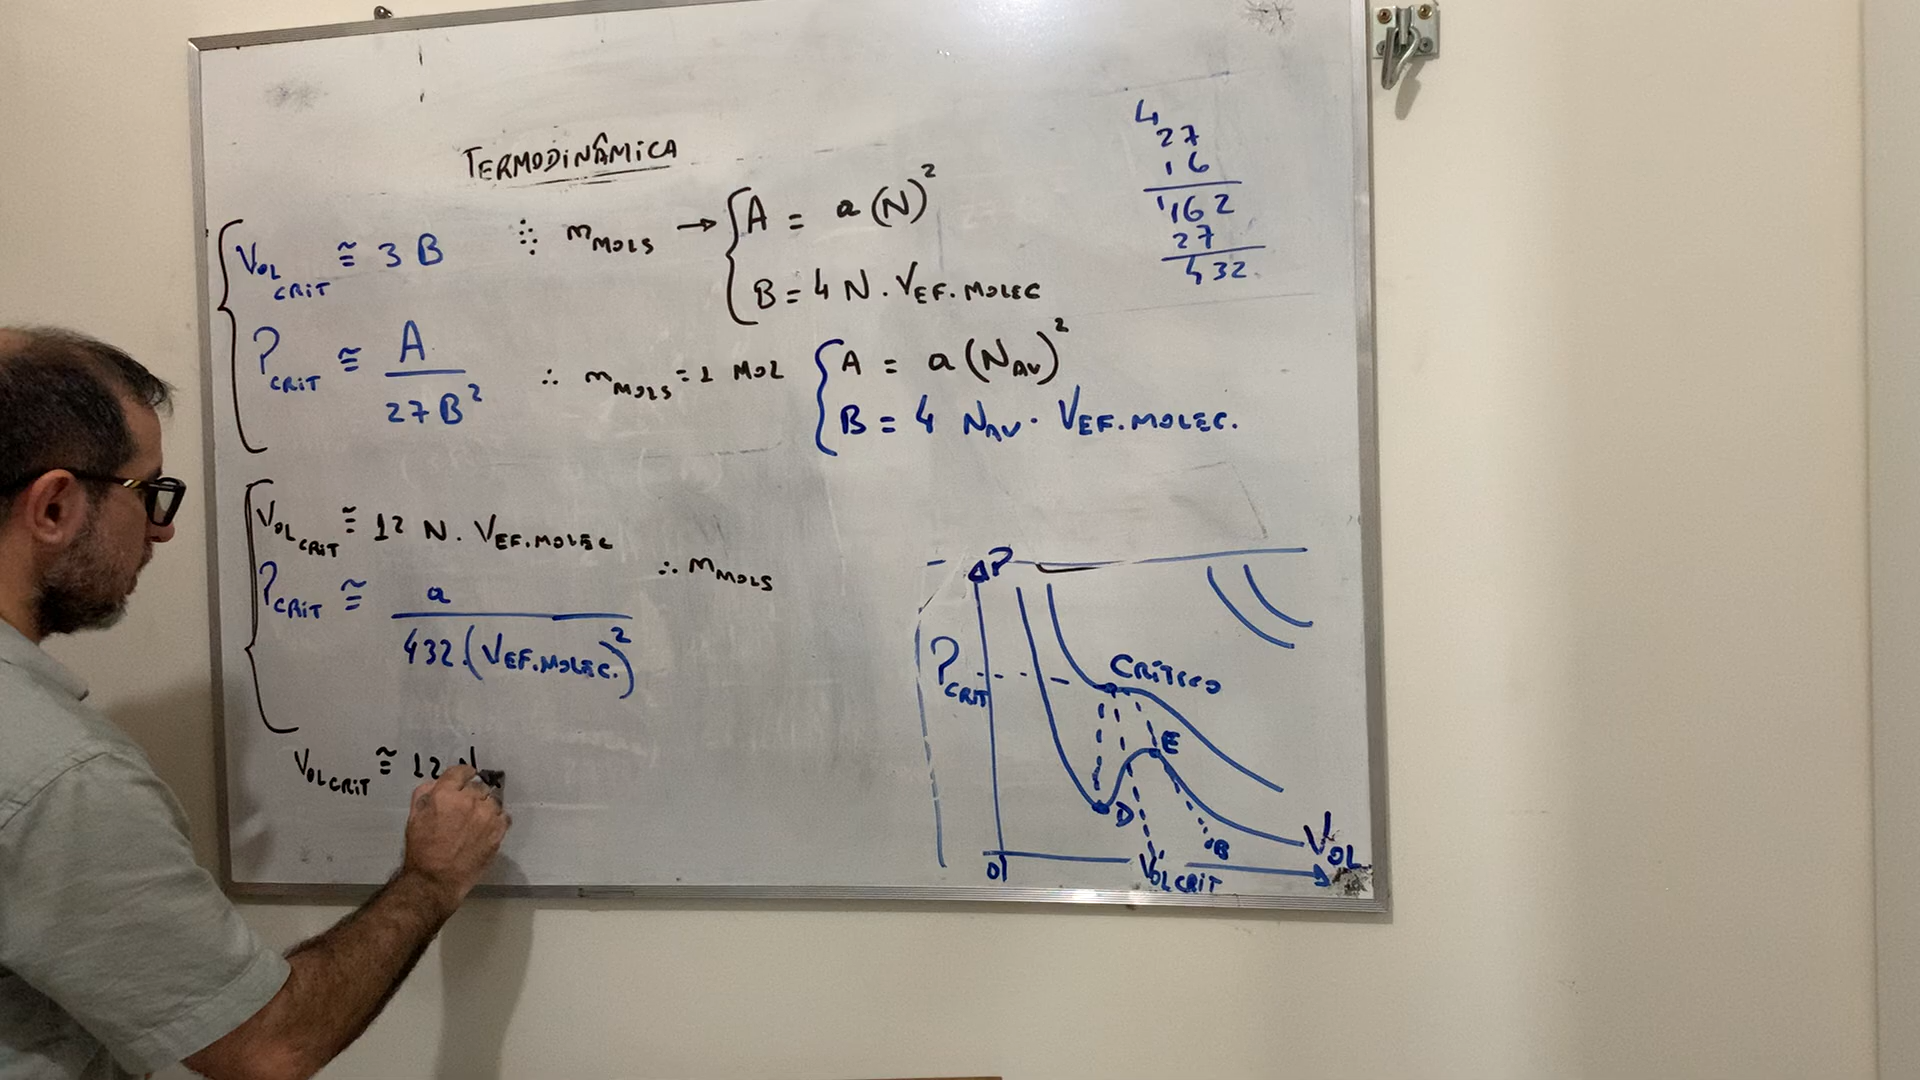 TERMODINÂMICA
VOL CRIT ≅ 3 B ∴ n MOLS → { A = a (N)²
B = 4 N . VEF. MOLEC
P CRIT ≅ A / 27 B² ∴ n MOLS = 1 MOL { A = a (NAV)²
B = 4 NAV . VEF. MOLEC.
VOL CRIT ≅ 12 N. VEF. MOLEC
P CRIT ≅ a / 432.(VEF.MOLEC.)² ∴ n MOLS
VOL CRIT ≅ 12 N
4
27
16
1162
27
432
P
P CRIT
CRÍTICO
E
D
B
VOL
0
VOL CRIT